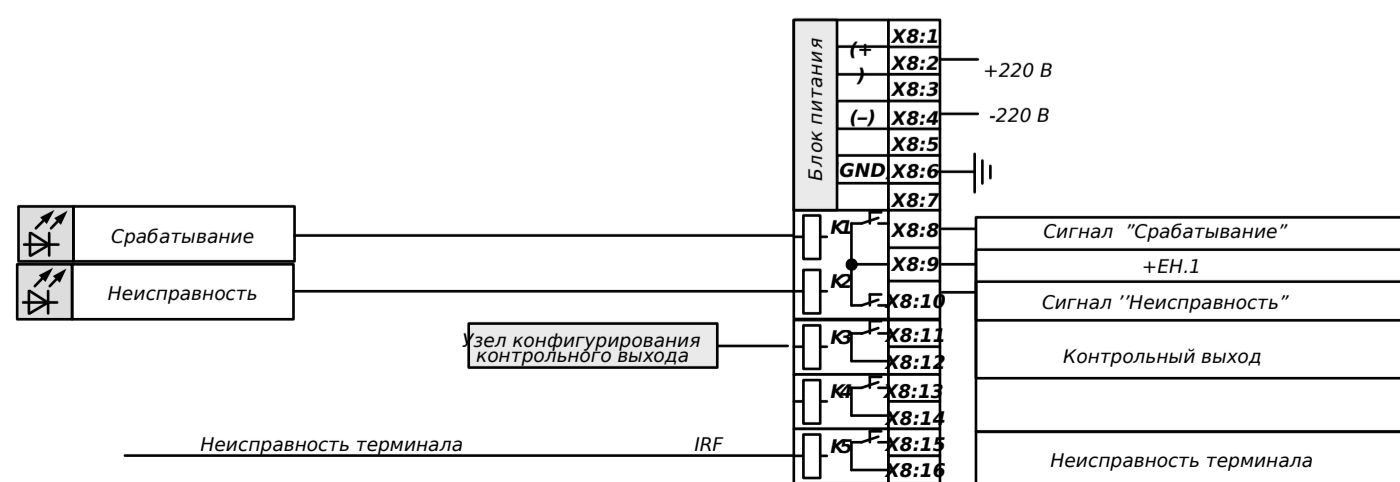 Блок питания
(+
)
(–)
GND
X8:1
X8:2
X8:3
X8:4
X8:5
X8:6
X8:7
+220 В
-220 В
Срабатывание
K1
X8:8
Сигнал ”Срабатывание”
X8:9
+EH.1
Неисправность
K2
X8:10
Сигнал ’’Неисправность”
Узел конфигурирования
контрольного выхода
K3
X8:11
X8:12
Контрольный выход
K4
X8:13
X8:14
Неисправность терминала
IRF
K5
X8:15
X8:16
Неисправность терминала